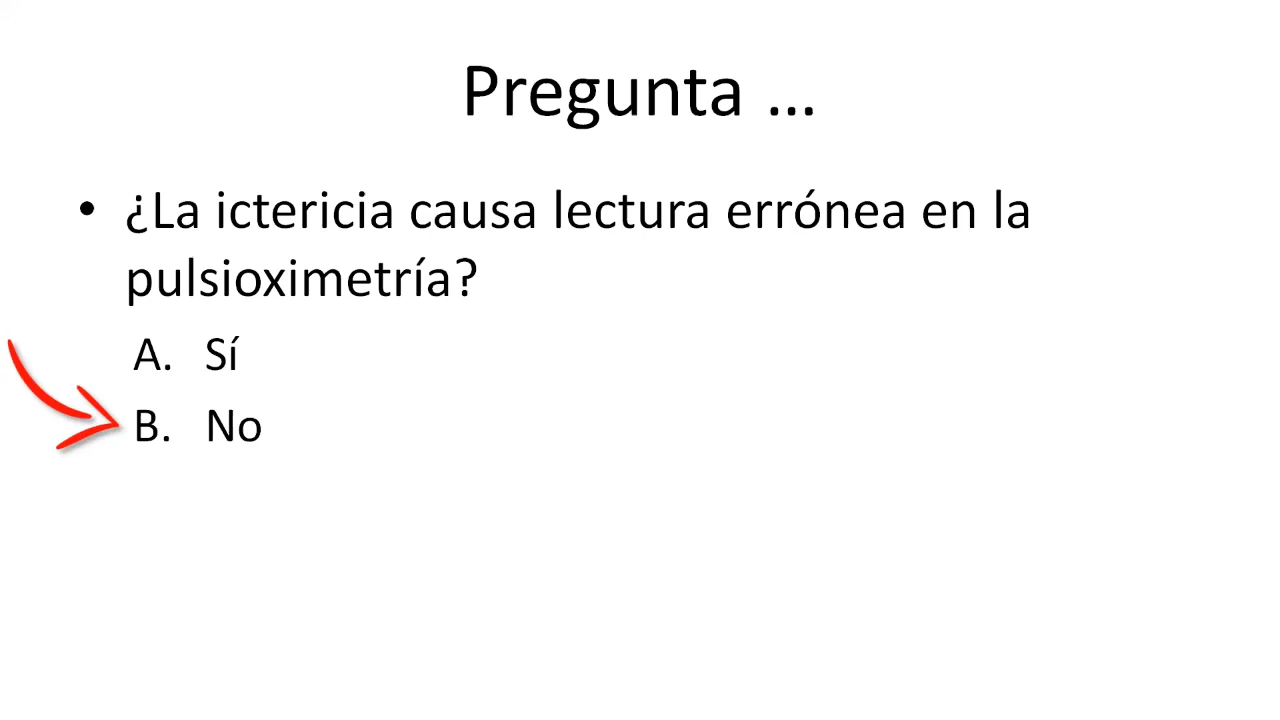 Pregunta …
• ¿La ictericia causa lectura errónea en la
pulsioximetría?
A. Sí
B. No